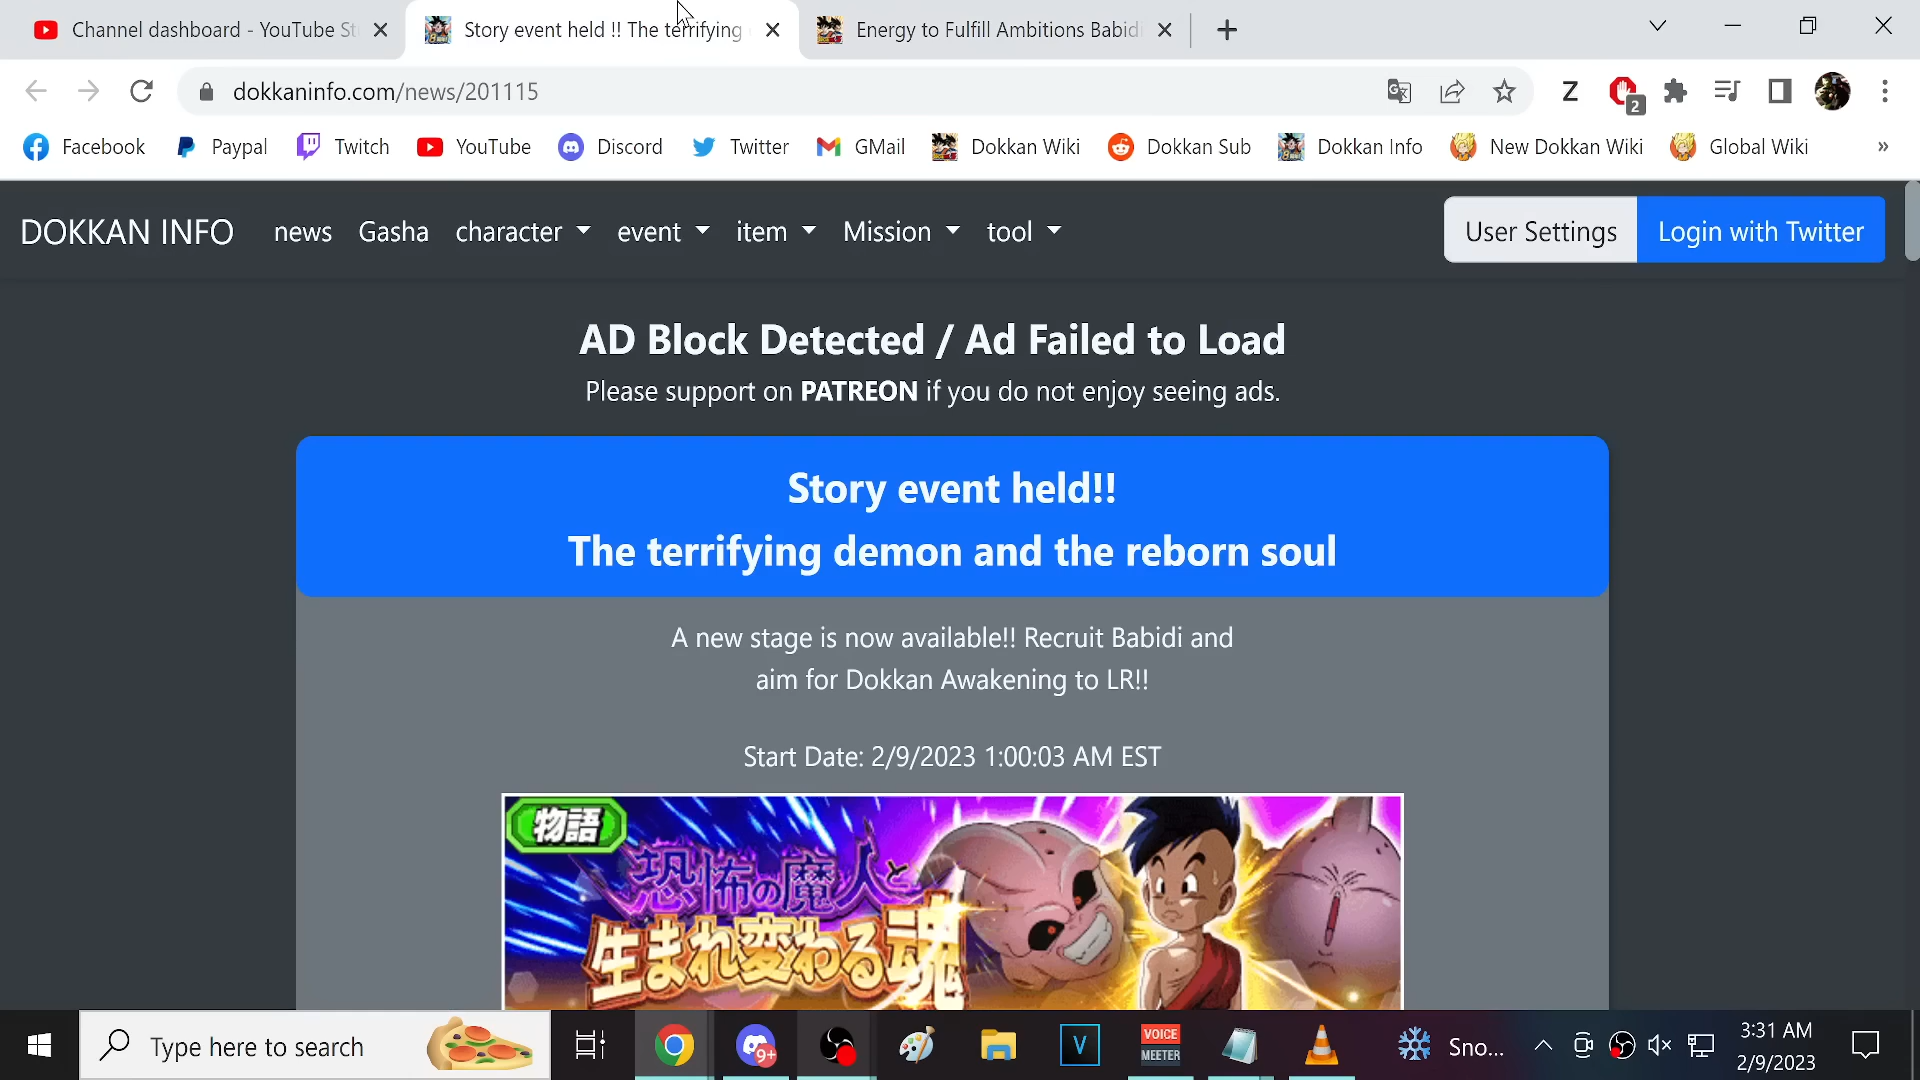 Channel dashboard - YouTube St
Story event held !! The terrifying
Energy to Fulfill Ambitions Babid
dokkaninfo.com/news/201115
Z
2
Facebook
Paypal
Twitch
YouTube
Discord
Twitter
GMail
Dokkan Wiki
Dokkan Sub
Dokkan Info
New Dokkan Wiki
Global Wiki
»
DOKKAN INFO
news
Gasha
character
event
item
Mission
tool
User Settings
Login with Twitter
AD Block Detected / Ad Failed to Load
Please support on PATREON if you do not enjoy seeing ads.
Story event held!!
The terrifying demon and the reborn soul
A new stage is now available!! Recruit Babidi and
aim for Dokkan Awakening to LR!!
Start Date: 2/9/2023 1:00:03 AM EST
物語
恐怖の魔人と
生まれ変わる魂
Type here to search
9+
V
VOICE
MEETER
Sno...
3:31 AM
2/9/2023